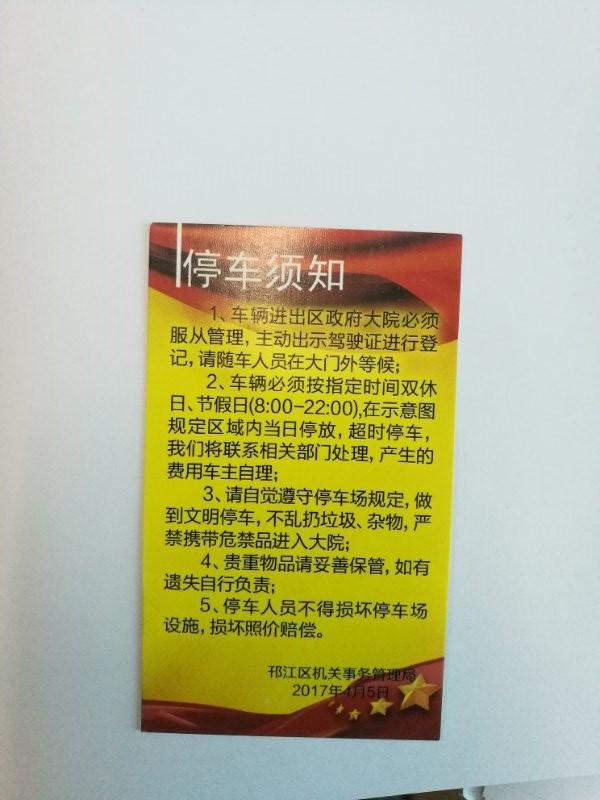 停车须知
1、车辆进出区政府大院必须
服从管理，主动出示驾驶证进行登
记，请随车人员在大门外等候；
2、车辆必须按指定时间双休
日、节假日(8:00-22:00),在示意图
规定区域内当日停放，超时停车，
我们将联系相关部门处理，产生的
费用车主自理；
3、请自觉遵守停车场规定，做
到文明停车，不乱扔垃圾、杂物，严
禁携带危禁品进入大院；
4、贵重物品请妥善保管，如有
遗失自行负责；
5、停车人员不得损坏停车场
设施，损坏照价赔偿。
邗江区机关事务管理局
2017年4月5日